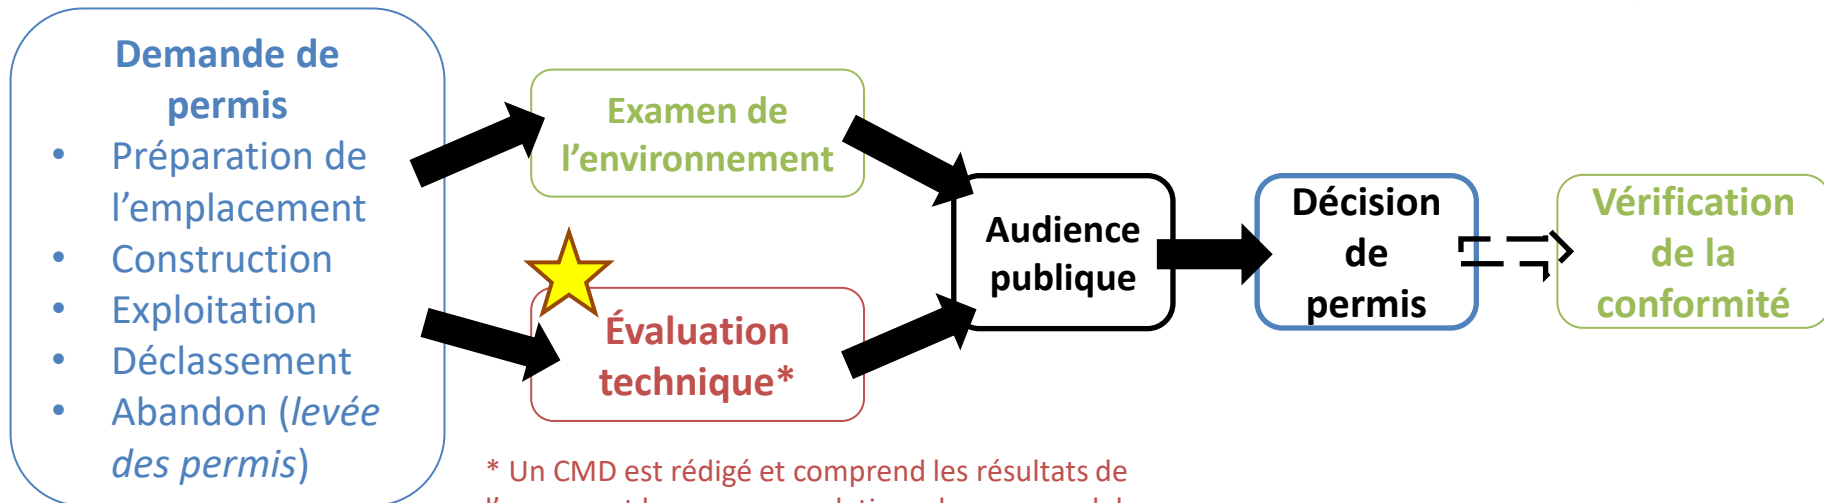 Demande de
permis
• Préparation de
l’emplacement
• Construction
• Exploitation
• Déclassement
• Abandon (levée
des permis)
Examen de
l’environnement
Évaluation
technique*
* Un CMD est rédigé et comprend les résultats de
Audience
publique
Décision
de
permis
Vérification
de la
conformité